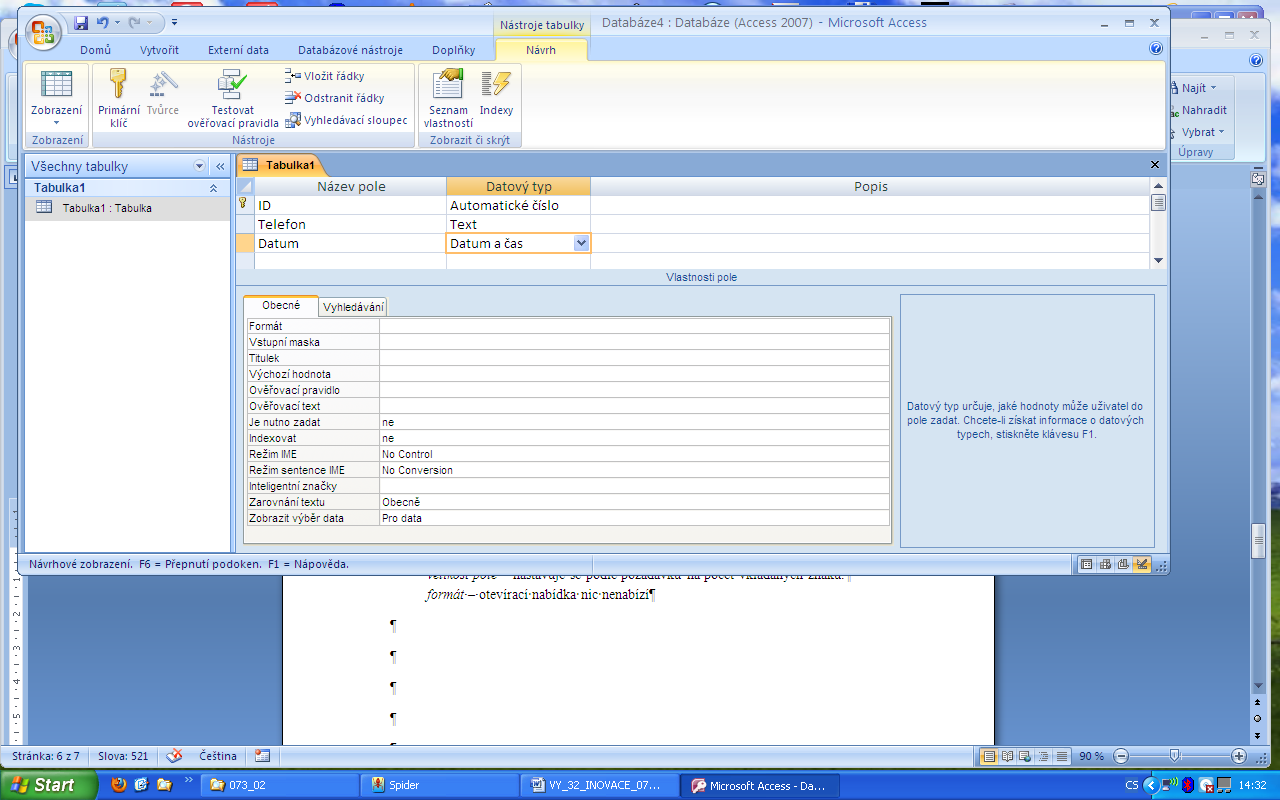 Nástroje tabulky
Databáze4 : Databáze (Access 2007) - Microsoft Access
Domů Vytvořit Externí data Databázové nástroje Doplňky Návrh
Zobrazení
Primární klíč
Tvůrce
Testovat ověřovací pravidla
Vložit řádky
Odstranit řádky
Vyhledávací sloupec
Seznam vlastností
Indexy
Zobrazení Nástroje Zobrazit či skrýt
Najít
Nahradit
Vybrat
Úpravy
Všechny tabulky
Tabulka1
Tabulka1 : Tabulka
Tabulka1
Název pole Datový typ Popis
ID Automatické číslo
Telefon Text
Datum Datum a čas
Vlastnosti pole
Obecné Vyhledávání
Formát
Vstupní maska
Titulek
Výchozí hodnota
Ověřovací pravidlo
Ověřovací text
Je nutno zadat ne
Indexovat ne
Režim IME No Control
Režim sentence IME No Conversion
Inteligentní značky
Zarovnání textu Obecně
Zobrazit výběr data Pro data
Datový typ určuje, jaké hodnoty může uživatel do
pole zadat. Chcete-li získat informace o datových
typech, stiskněte klávesu F1.
Návrhové zobrazení. F6 = Přepnutí podoken. F1 = Nápověda.
formát·–·otevírací·nabídka·nic·nenabízí¶
¶
¶
¶
¶
Stránka: 6 z 7 Slova: 521 Čeština 90 %
Start 073_02 Spider VY_32_INOVACE_07... Microsoft Access - Da... CS 14:32